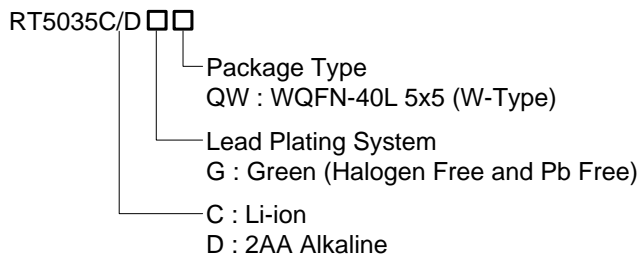 RT5035C/D □□
Package Type
QW : WQFN-40L 5x5 (W-Type)
Lead Plating System
G : Green (Halogen Free and Pb Free)
C : Li-ion
D : 2AA Alkaline